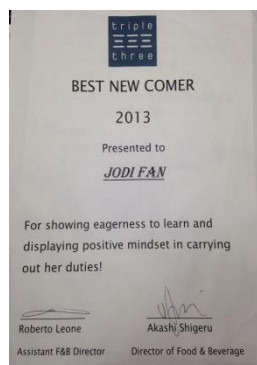 triple
three
BEST NEW COMER
2013
Presented to
JODI FAN
For showing eagerness to learn and
displaying positive mindset in carrying
out her duties!
Roberto Leone
Akashi Shigeru
Assistant F&B Director
Director of Food & Beverage